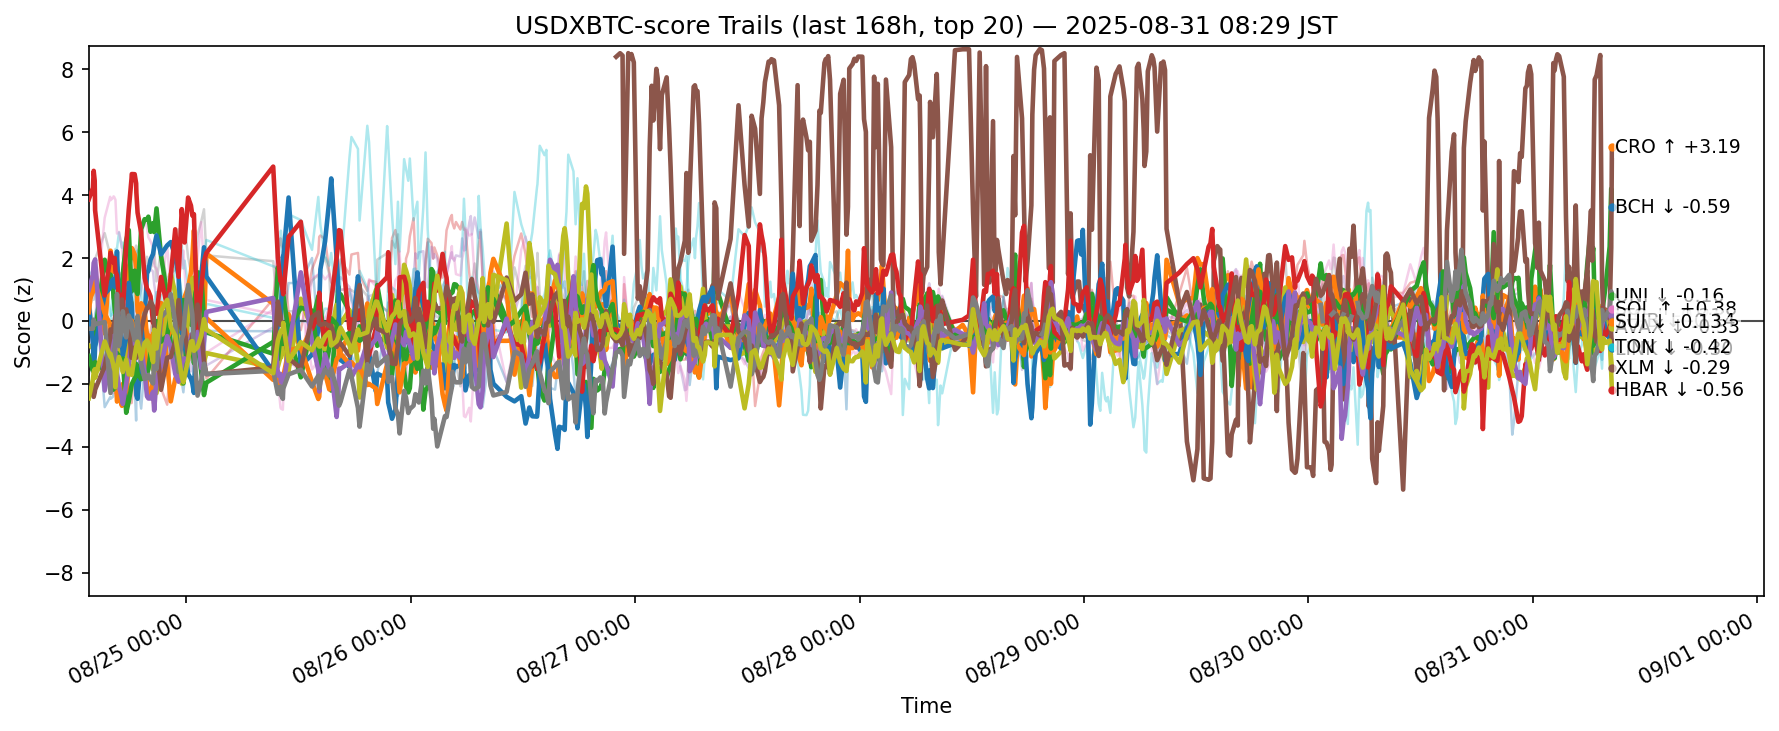 USDXBTC-score Trails (last 168h, top 20) — 2025-08-31 08:29 JST
Score (z)
8
6
4
2
0
−2
−4
−6
−8
CRO ↑ +3.19
BCH ↓ -0.59
UNI ↓ -0.16
SOL ↑ +0.38
SUI ↓ -0.13
TON ↓ -0.42
XLM ↓ -0.29
HBAR ↓ -0.56
08/25 00:00
08/26 00:00
08/27 00:00
08/28 00:00
08/29 00:00
08/30 00:00
08/31 00:00
09/01 00:00
Time